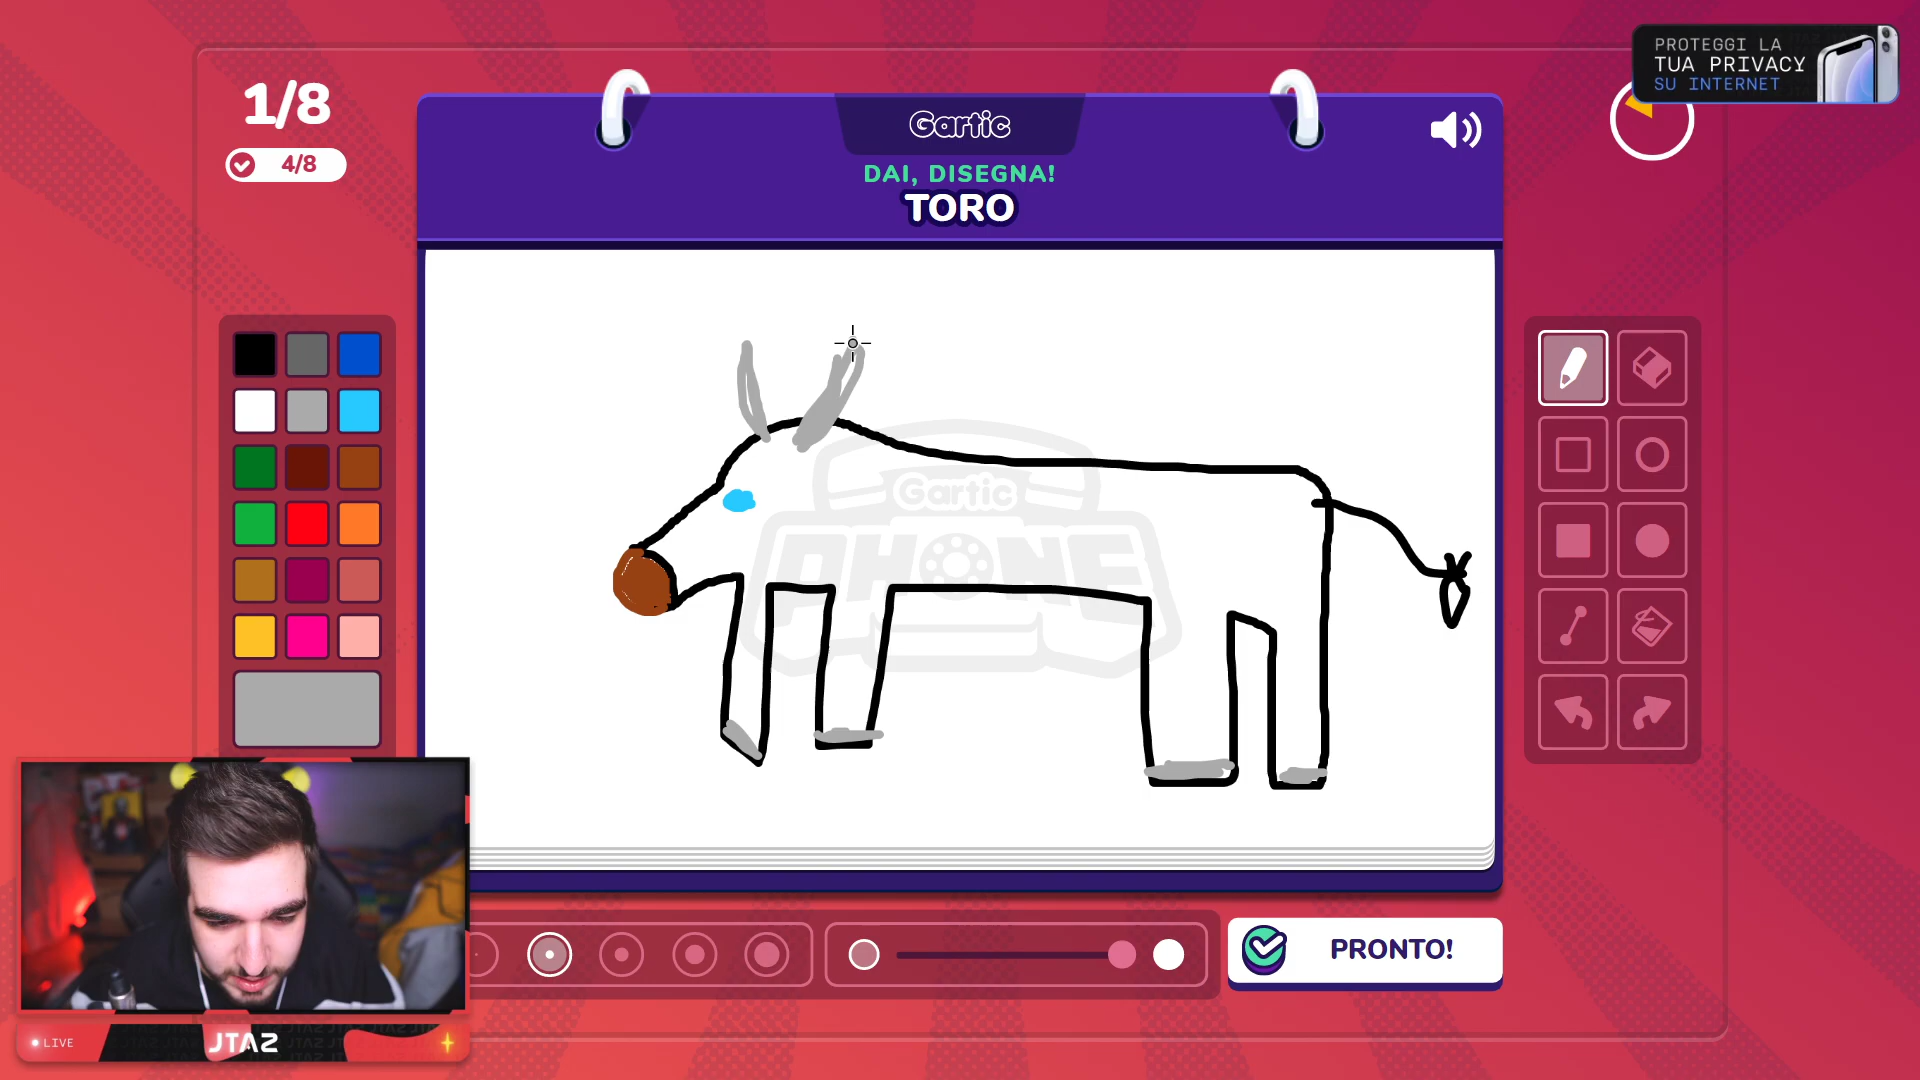 1/8
4/8
Gartic
DAI, DISEGNA!
TORO
PROTEGGI LA
TUA PRIVACY
SU INTERNET
Gartic
PHONE
PRONTO!
LIVE
JTAZ